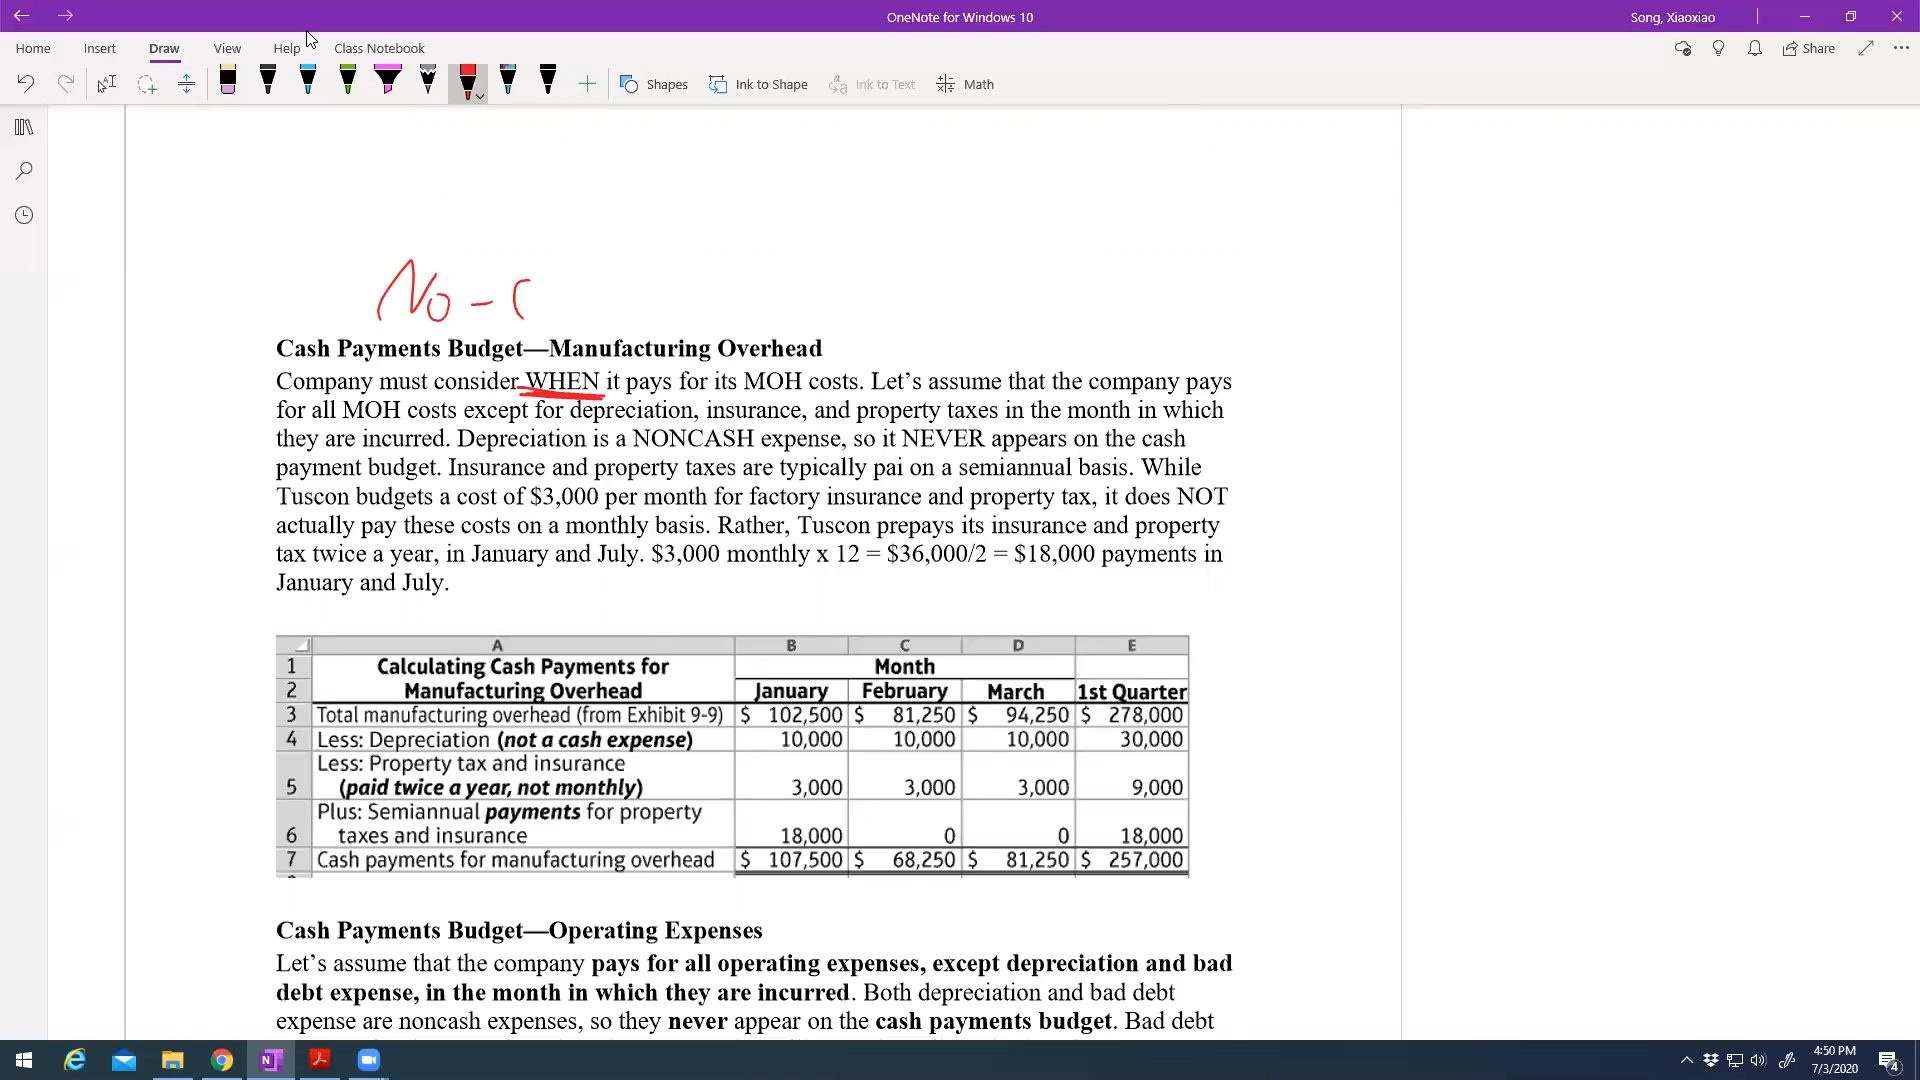 OneNote for Windows 10
Song, Xiaoxiao
Home Insert Draw View Help Class Notebook
Share
Shapes Ink to Shape Ink to Text Math
No - C
Cash Payments Budget—Manufacturing Overhead
Company must consider WHEN it pays for its MOH costs. Let’s assume that the company pays
for all MOH costs except for depreciation, insurance, and property taxes in the month in which
they are incurred. Depreciation is a NONCASH expense, so it NEVER appears on the cash
payment budget. Insurance and property taxes are typically pai on a semiannual basis. While
Tuscon budgets a cost of $3,000 per month for factory insurance and property tax, it does NOT
actually pay these costs on a monthly basis. Rather, Tuscon prepays its insurance and property
tax twice a year, in January and July. $3,000 monthly x 12 = $36,000/2 = $18,000 payments in
January and July.
A B C D E
1 Calculating Cash Payments for Month
2 Manufacturing Overhead January February March 1st Quarter
3 Total manufacturing overhead (from Exhibit 9-9) $ 102,500 $ 81,250 $ 94,250 $ 278,000
4 Less: Depreciation (not a cash expense) 10,000 10,000 10,000 30,000
Less: Property tax and insurance
5 (paid twice a year, not monthly) 3,000 3,000 3,000 9,000
Plus: Semiannual payments for property
6 taxes and insurance 18,000 0 0 18,000
7 Cash payments for manufacturing overhead $ 107,500 $ 68,250 $ 81,250 $ 257,000
Cash Payments Budget—Operating Expenses
Let’s assume that the company pays for all operating expenses, except depreciation and bad
debt expense, in the month in which they are incurred. Both depreciation and bad debt
expense are noncash expenses, so they never appear on the cash payments budget. Bad debt
4:50 PM
7/3/2020
4